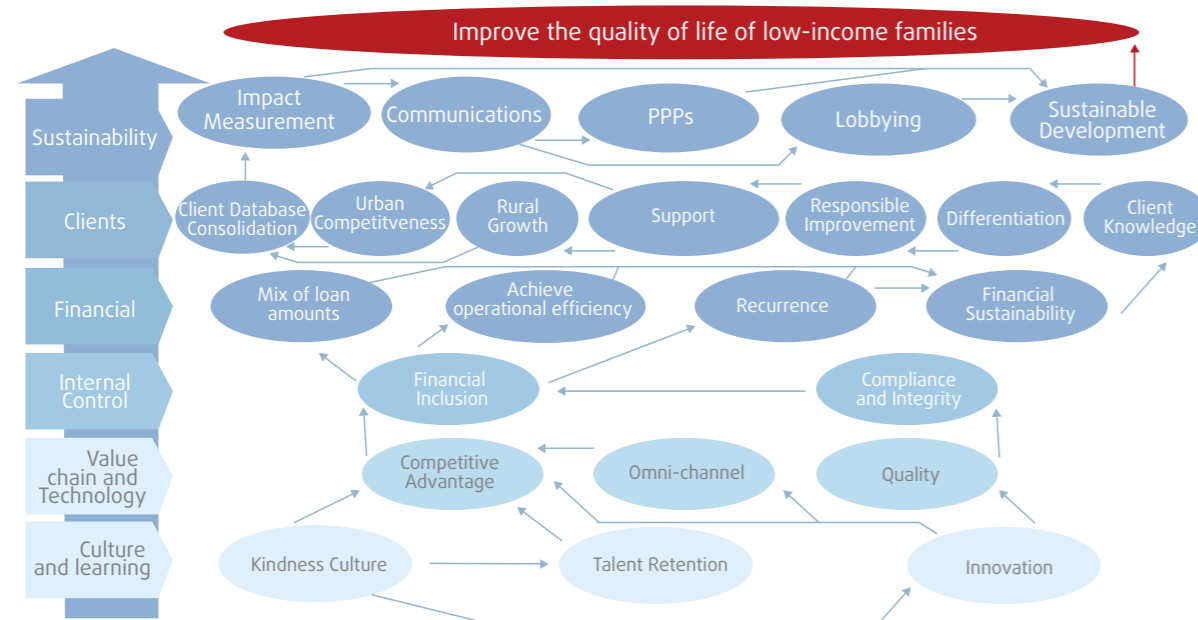 Improve the quality of life of low-income families
Sustainability
Impact
Measurement
Communications
PPPs
Lobbying
Sustainable
Development
Clients
Client Database
Consolidation
Urban
Competitveness
Rural
Growth
Support
Responsible
Improvement
Differentiation
Client
Knowledge
Financial
Mix of loan
amounts
Achieve
operational efficiency
Recurrence
Financial
Sustainability
Internal
Control
Financial
Inclusion
Compliance
and Integrity
Value
chain and
Technology
Competitive
Advantage
Omni-channel
Quality
Culture
and learning
Kindness Culture
Talent Retention
Innovation